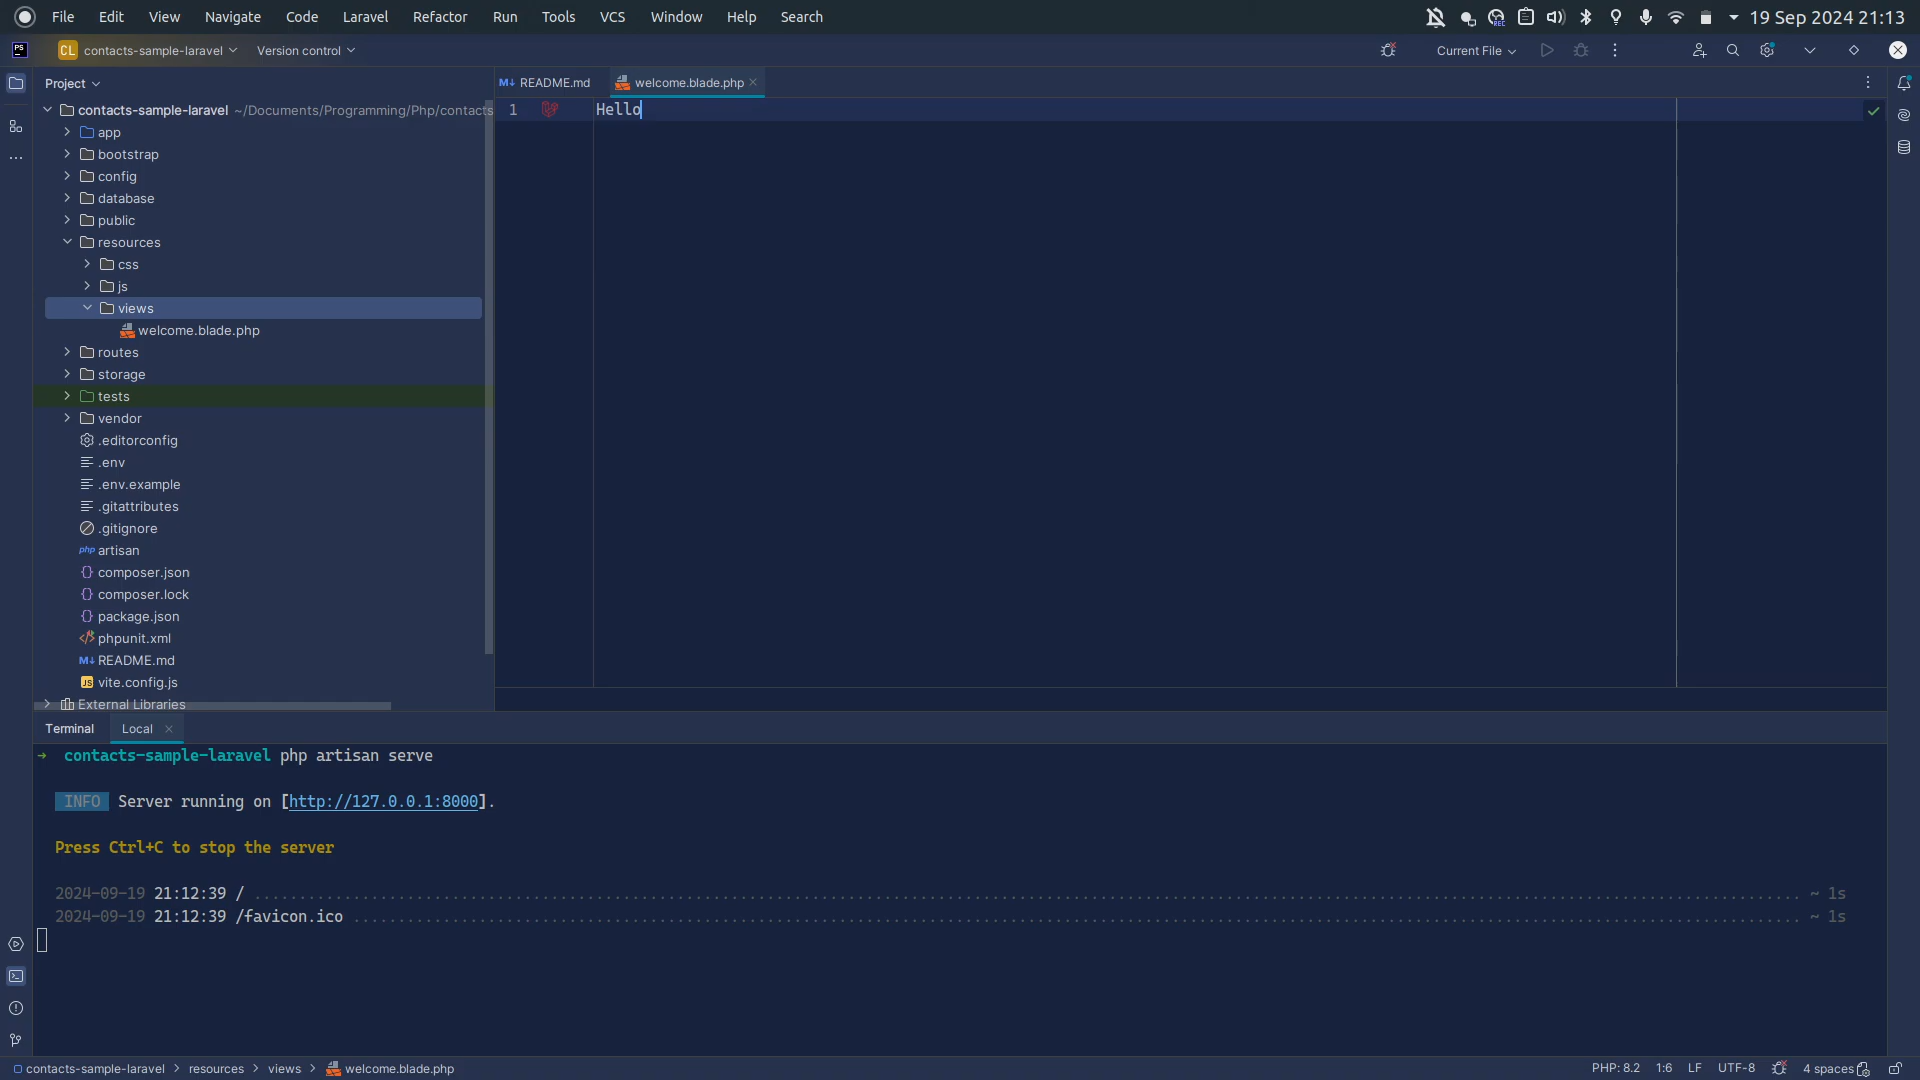 File Edit View Navigate Code Laravel Refactor Run Tools VCS Window Help Search 19 Sep 2024 21:13
PS CL contacts-sample-laravel Version control Current File
Project
README.md welcome.blade.php
contacts-sample-laravel ~/Documents/Programming/Php/contacts
1 Hello
app
bootstrap
config
database
public
resources
css
js
views
welcome.blade.php
routes
storage
tests
vendor
.editorconfig
.env
.env.example
.gitattributes
.gitignore
php artisan
composer.json
composer.lock
package.json
phpunit.xml
M↓ README.md
JS vite.config.js
External Libraries
Terminal Local
→ contacts-sample-laravel php artisan serve
INFO Server running on [http://127.0.0.1:8000].
Press Ctrl+C to stop the server
2024-09-19 21:12:39 / ........ ~ 1s
2024-09-19 21:12:39 /favicon.ico ........ ~ 1s
contacts-sample-laravel > resources > views > welcome.blade.php PHP: 8.2 1:6 LF UTF-8 4 spaces